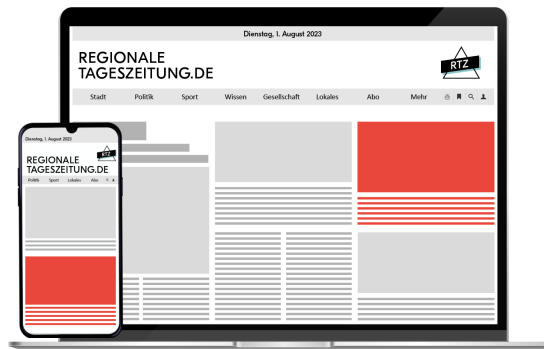 Dienstag, 1. August 2023
REGIONALE
TAGESZEITUNG.DE
RTZ
Stadt Politik Sport Wissen Gesellschaft Lokales Abo Mehr
Dienstag, 1. August 2023
RTZ
REGIONALE
TAGESZEITUNG.DE
Politik Sport Lokales Abo